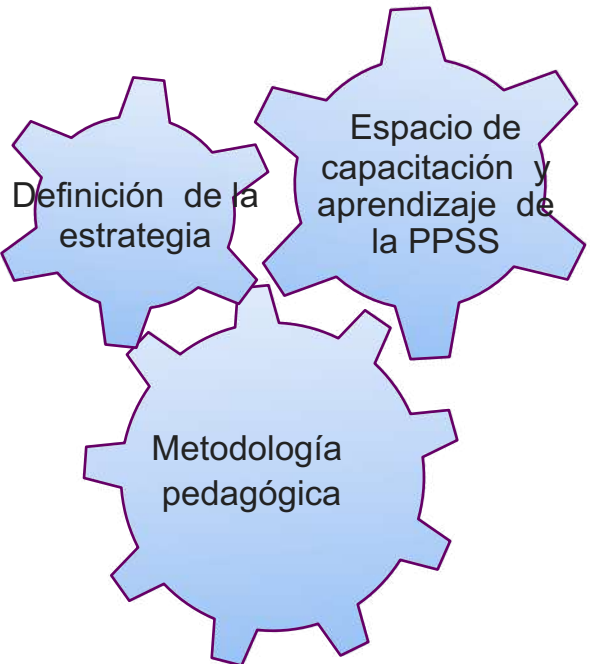 Definición de la
estrategia
Espacio de
capacitación y
aprendizaje de
la PPSS
Metodología
pedagógica